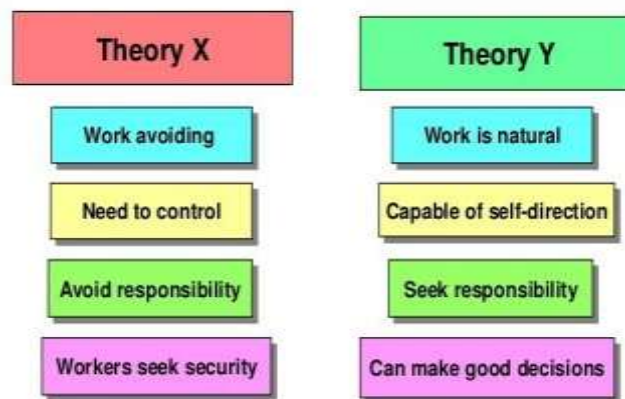 Theory X
Theory Y
Work avoiding
Work is natural
Need to control
Capable of self-direction
Avoid responsibility
Seek responsibility
Workers seek security
Can make good decisions